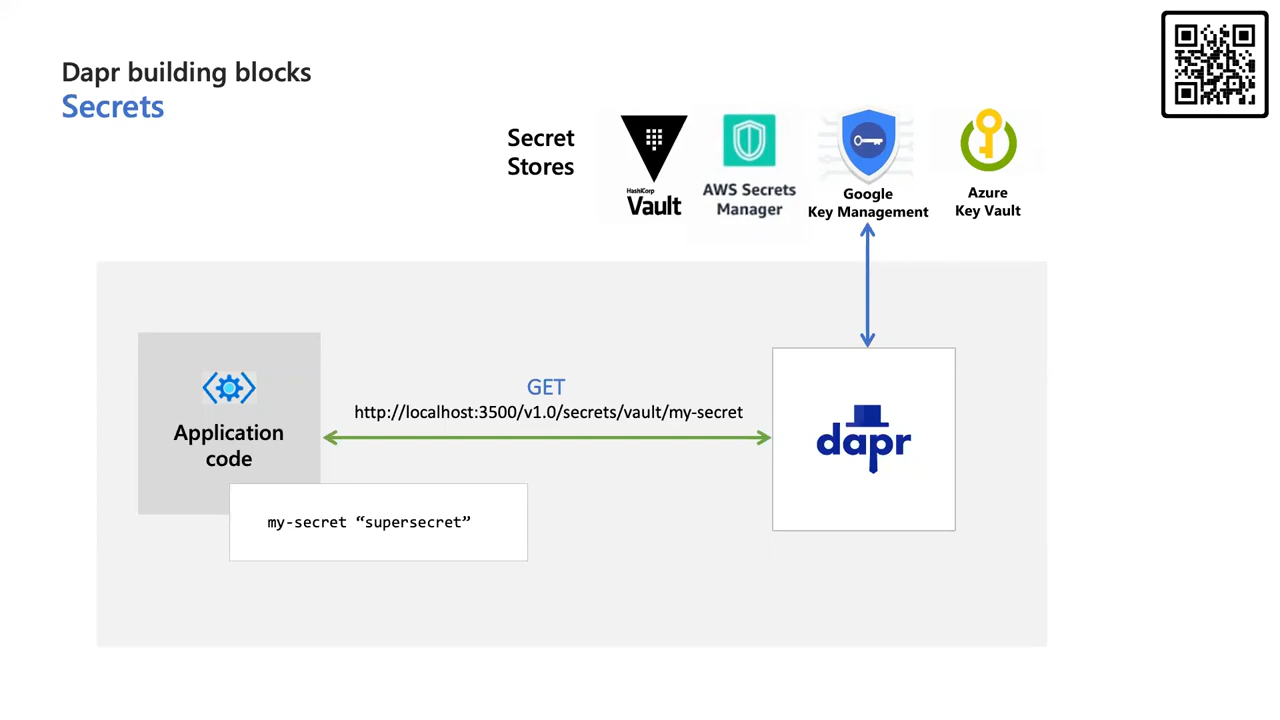 Dapr building blocks
Secrets
Secret
Stores
HashiCorp
Vault
AWS Secrets
Manager
Google
Key Management
Azure
Key Vault
GET
http://localhost:3500/v1.0/secrets/vault/my-secret
Application
code
dapr
my-secret “supersecret”